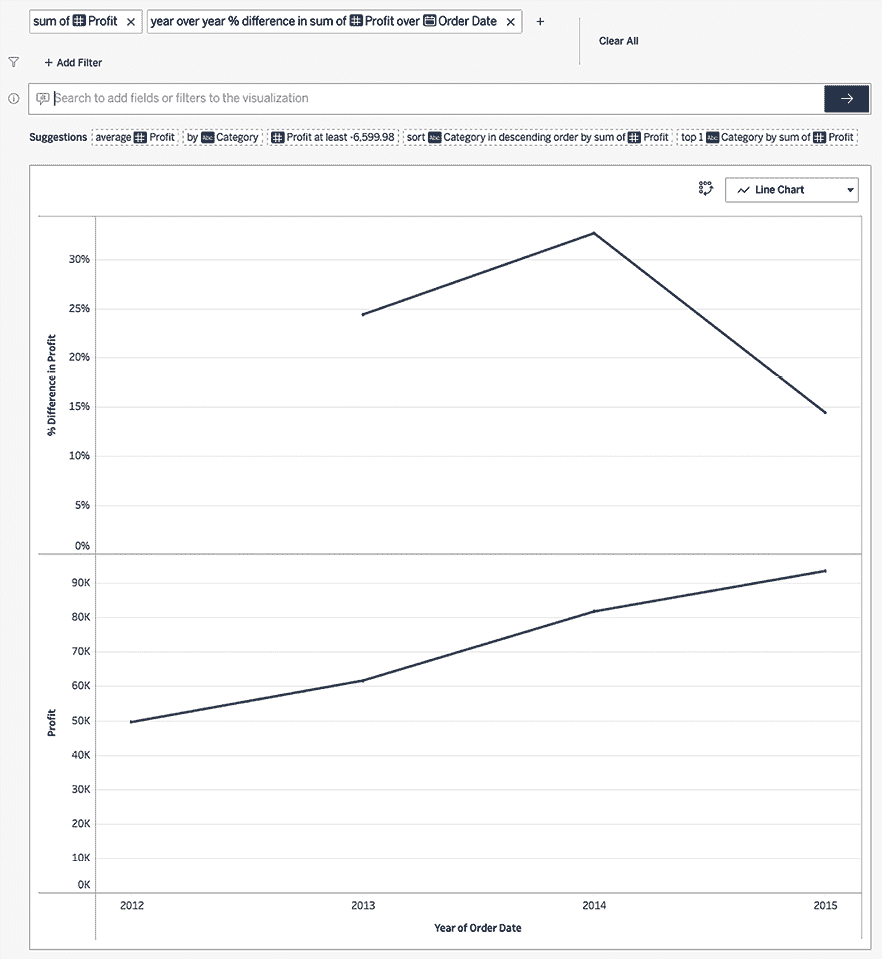 sum of Profit × year over year % difference in sum of Profit over Order Date × +
Clear All
+ Add Filter
Search to add fields or filters to the visualization
Suggestions average Profit by Abc Category Profit at least -6,599.98 sort Abc Category in descending order by sum of Profit top 1 Abc Category by sum of Profit
Line Chart
% Difference in Profit
30%
25%
20%
15%
10%
5%
0%
Profit
90K
80K
70K
60K
50K
40K
30K
20K
10K
0K
2012 2013 2014 2015
Year of Order Date